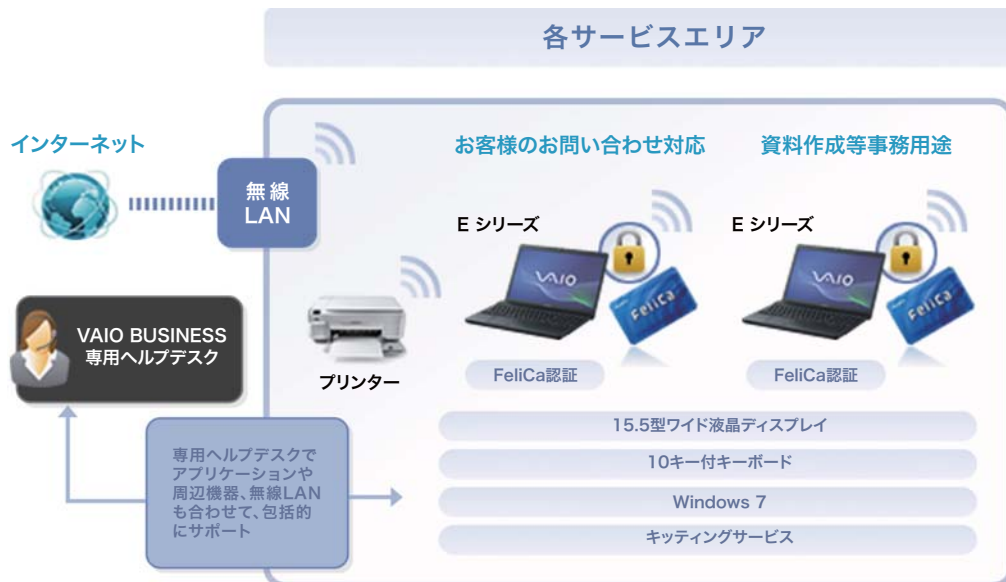 各サービスエリア
インターネット
無線
LAN
お客様のお問い合わせ対応
資料作成等事務用途
E シリーズ
E シリーズ
VAIO
FeliCa
VAIO
FeliCa
プリンター
FeliCa認証
FeliCa認証
VAIO BUSINESS
専用ヘルプデスク
専用ヘルプデスクで
アプリケーションや
周辺機器、無線LAN
も合わせて、包括的
にサポート
15.5型ワイド液晶ディスプレイ
10キー付キーボード
Windows 7
キッティングサービス